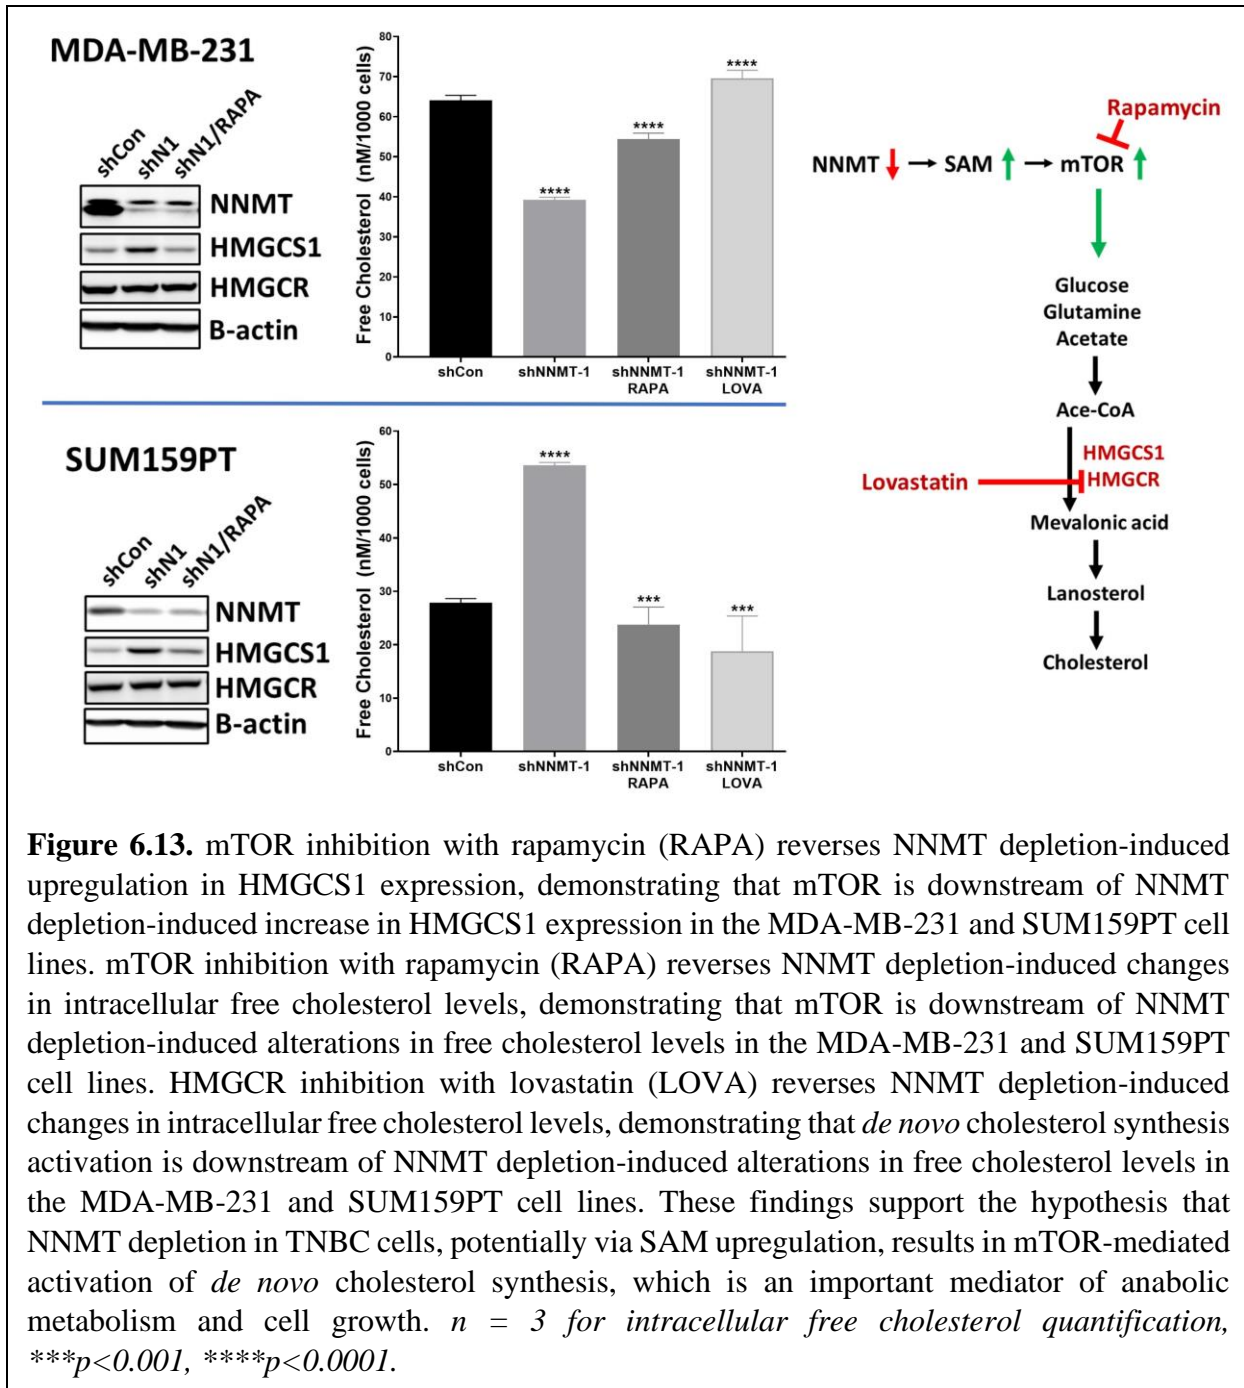 MDA-MB-231
shCon
shN1
shN1/RAPA
NNMT
HMGCS1
HMGCR
B-actin
Free Cholesterol (nM/1000 cells)
80
70
60
50
40
30
20
10
0
****
****
****
shCon
shNNMT-1
shNNMT-1
RAPA
shNNMT-1
LOVA
SUM159PT
shCon
shN1
shN1/RAPA
NNMT
HMGCS1
HMGCR
B-actin
Free Cholesterol (nM/1000 cells)
60
50
40
30
20
10
0
****
***
***
shCon
shNNMT-1
shNNMT-1
RAPA
shNNMT-1
LOVA
Rapamycin
NNMT SAM mTOR
Glucose
Glutamine
Acetate
Ace-CoA
HMGCS1
Lovastatin HMGCR
Mevalonic acid
Lanosterol
Cholesterol
Figure 6.13. mTOR inhibition with rapamycin (RAPA) reverses NNMT depletion-induced
upregulation in HMGCS1 expression, demonstrating that mTOR is downstream of NNMT
depletion-induced increase in HMGCS1 expression in the MDA-MB-231 and SUM159PT cell
lines. mTOR inhibition with rapamycin (RAPA) reverses NNMT depletion-induced changes
in intracellular free cholesterol levels, demonstrating that mTOR is downstream of NNMT
depletion-induced alterations in free cholesterol levels in the MDA-MB-231 and SUM159PT
cell lines. HMGCR inhibition with lovastatin (LOVA) reverses NNMT depletion-induced
changes in intracellular free cholesterol levels, demonstrating that de novo cholesterol synthesis
activation is downstream of NNMT depletion-induced alterations in free cholesterol levels in
the MDA-MB-231 and SUM159PT cell lines. These findings support the hypothesis that
NNMT depletion in TNBC cells, potentially via SAM upregulation, results in mTOR-mediated
activation of de novo cholesterol synthesis, which is an important mediator of anabolic
metabolism and cell growth. n = 3 for intracellular free cholesterol quantification,
***p<0.001, ****p<0.0001.